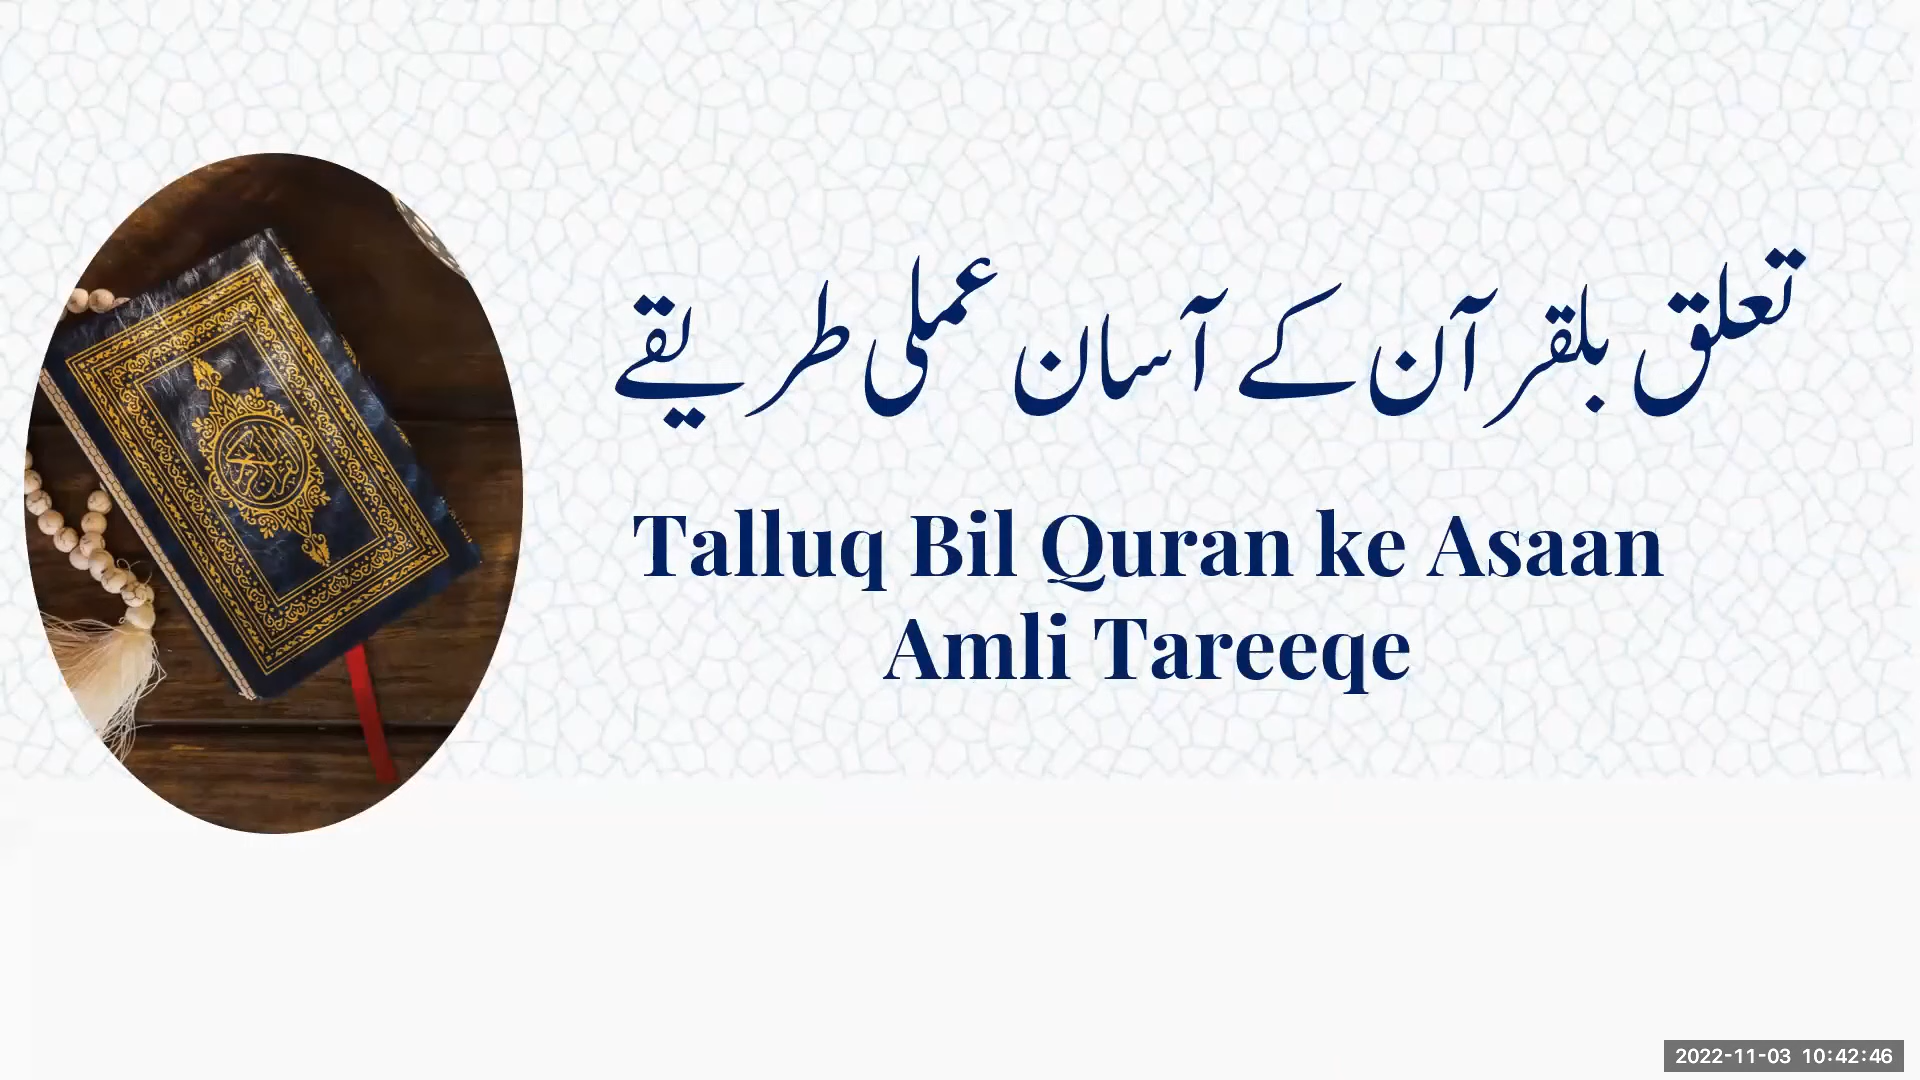 تعلق بلقرآن کے آسان عملی طریقے
Talluq Bil Quran ke Asaan
Amli Tareeqe
2022-11-03 10:42:46